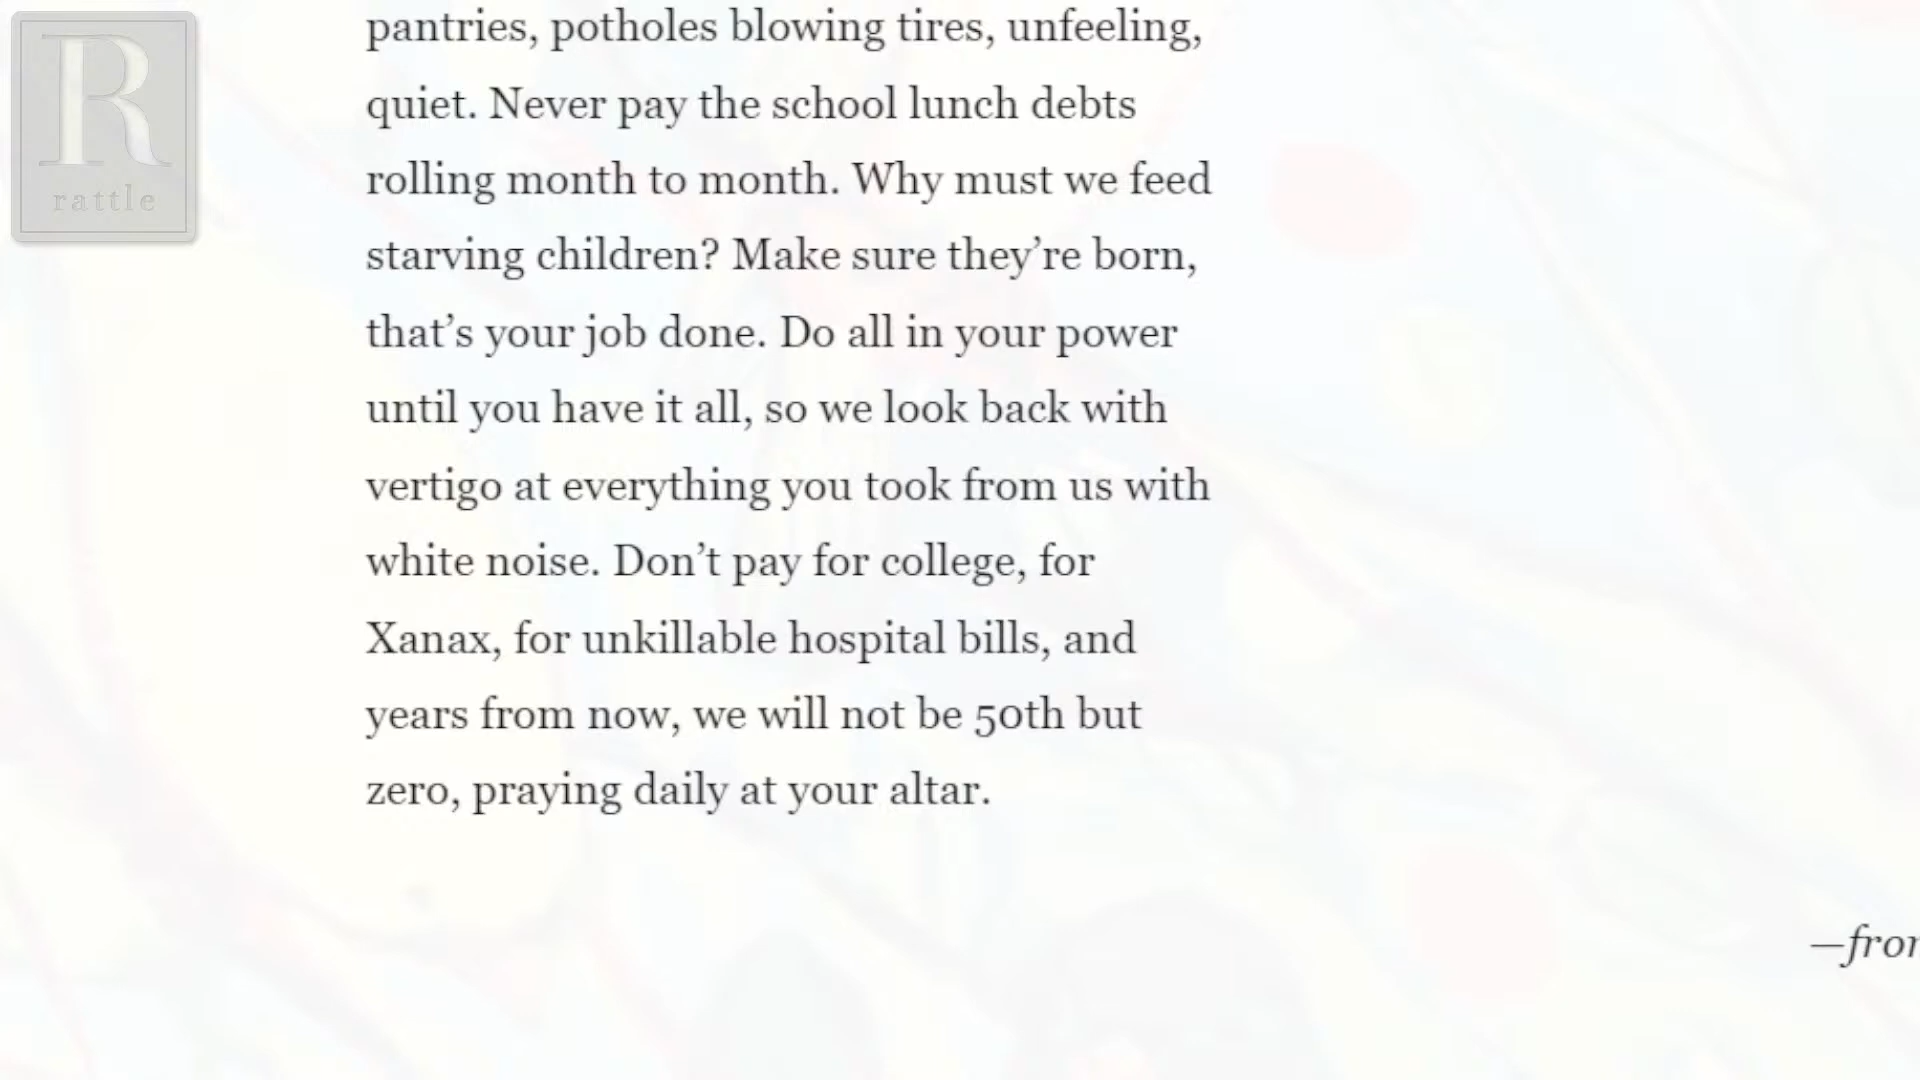 R
rattle
pantries, potholes blowing tires, unfeeling,
quiet. Never pay the school lunch debts
rolling month to month. Why must we feed
starving children? Make sure they’re born,
that’s your job done. Do all in your power
until you have it all, so we look back with
vertigo at everything you took from us with
white noise. Don’t pay for college, for
Xanax, for unkillable hospital bills, and
years from now, we will not be 50th but
zero, praying daily at your altar.